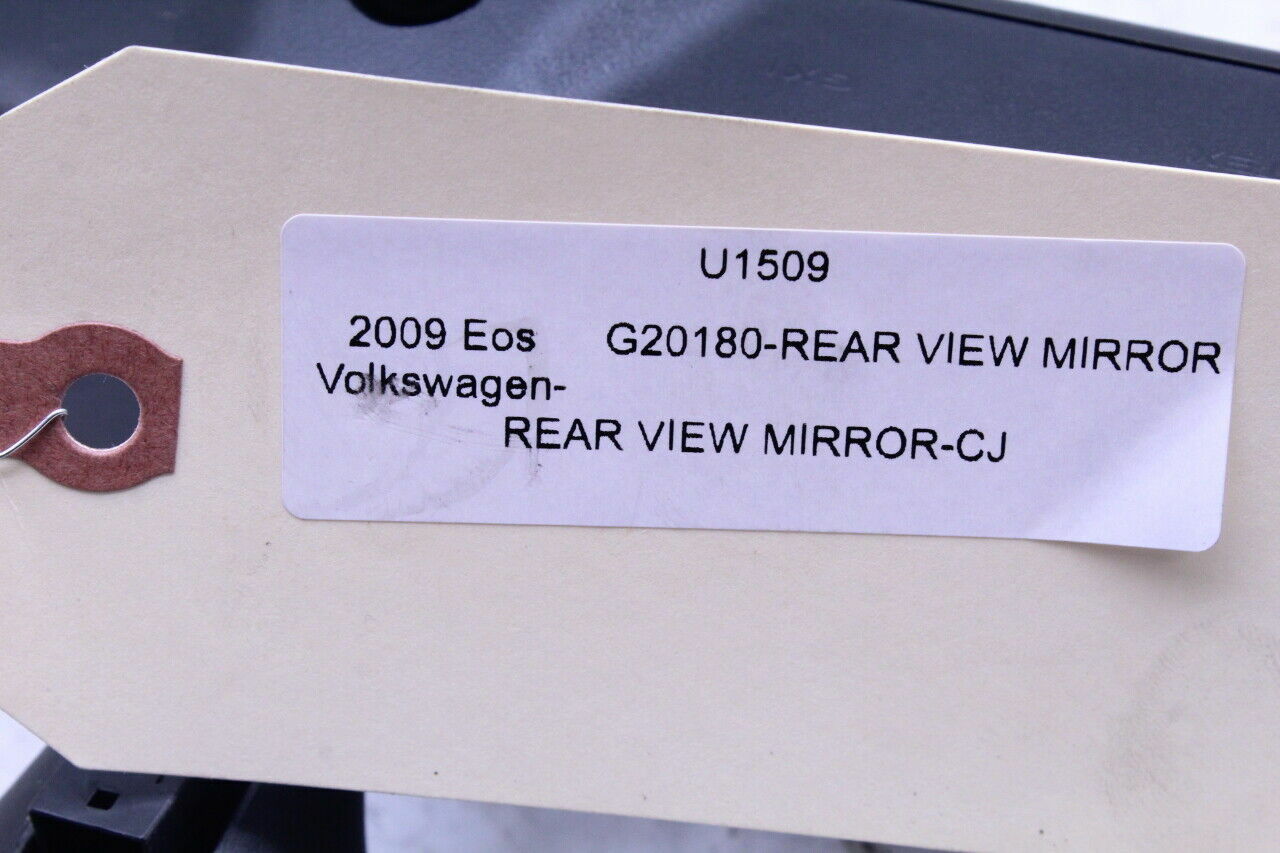 U1509
2009 Eos G20180-REAR VIEW MIRROR
Volkswagen-
REAR VIEW MIRROR-CJ